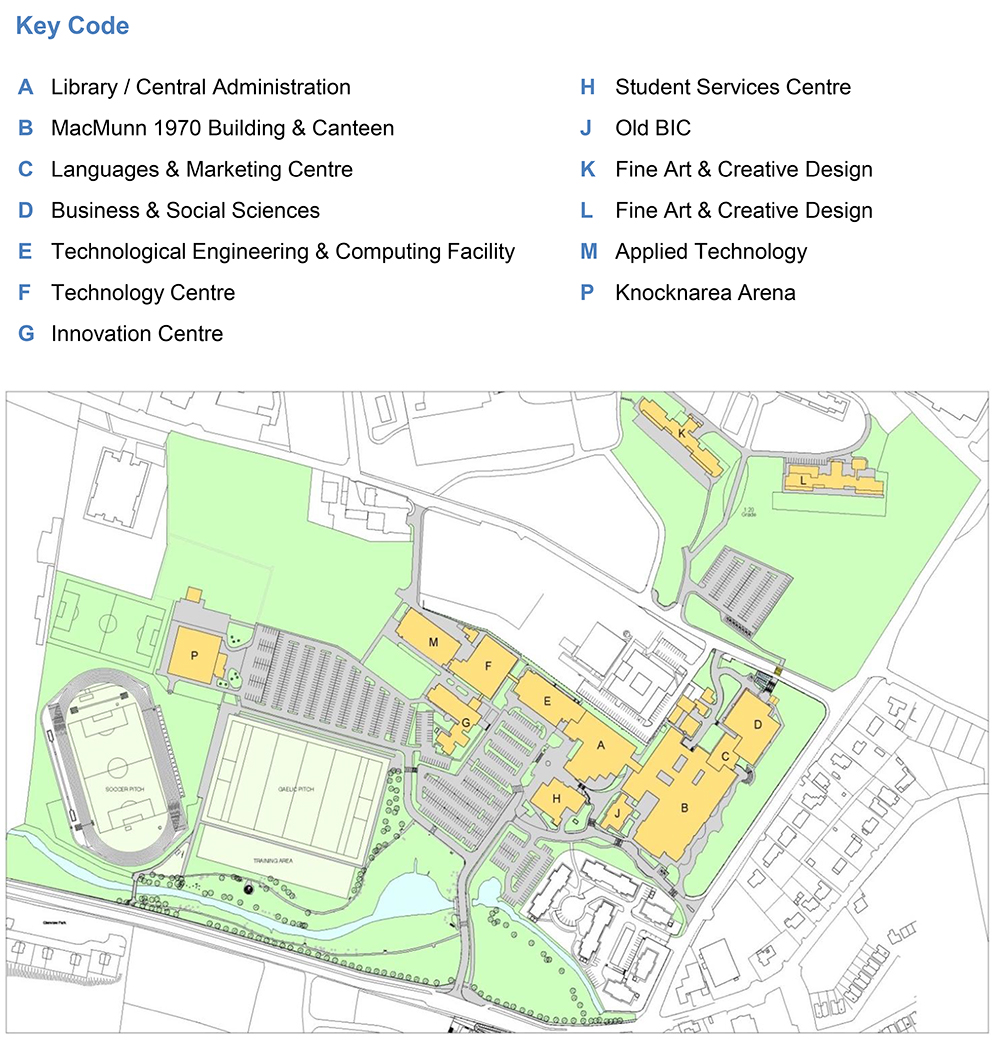 Key Code
A Library / Central Administration
B MacMunn 1970 Building & Canteen
C Languages & Marketing Centre
D Business & Social Sciences
E Technological Engineering & Computing Facility
F Technology Centre
G Innovation Centre
H Student Services Centre
J Old BIC
K Fine Art & Creative Design
L Fine Art & Creative Design
M Applied Technology
P Knocknarea Arena
K
L
M
P
F
E
G
D
A
C
H
J
B
SOCCER PITCH
GAELIC PITCH
TRAINING AREA